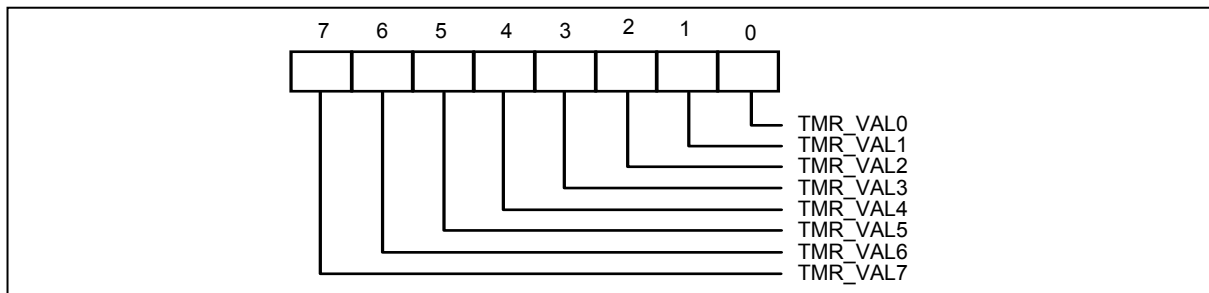 7 6 5 4 3 2 1 0
TMR_VAL0
TMR_VAL1
TMR_VAL2
TMR_VAL3
TMR_VAL4
TMR_VAL5
TMR_VAL6
TMR_VAL7